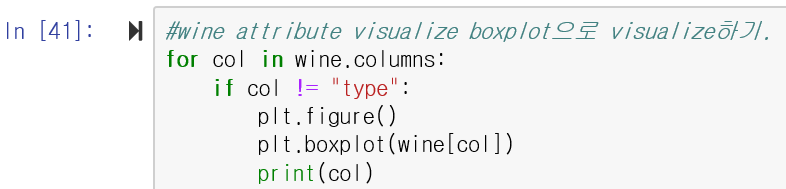 In [41]:
#wine attribute visualize boxplot으로 visualize하기.
for col in wine.columns:
    if col != "type":
        plt.figure()
        plt.boxplot(wine[col])
        print(col)